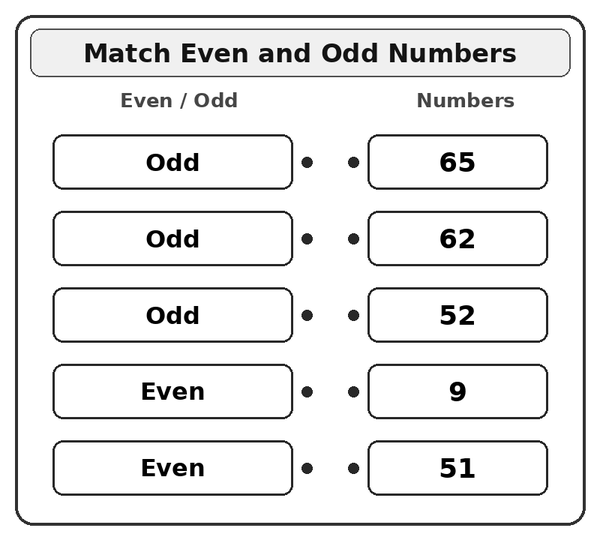 Match Even and Odd Numbers
Even / Odd Numbers
Odd 65
Odd 62
Odd 52
Even 9
Even 51